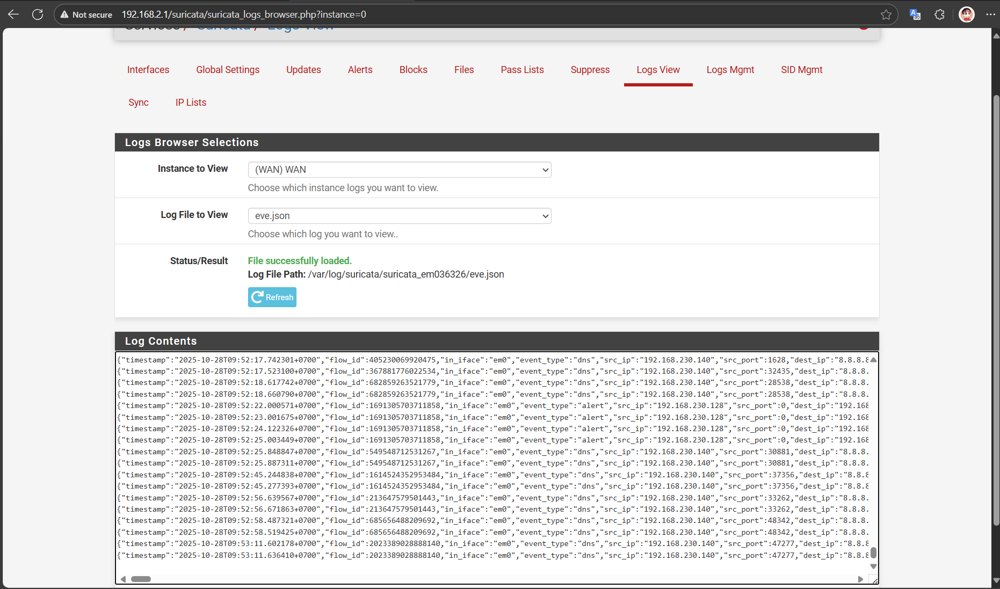 Not secure 192.168.2.1/suricata/suricata_logs_browser.php?instance=0
Services / Suricata / Logs View
Interfaces Global Settings Updates Alerts Blocks Files Pass Lists Suppress Logs View Logs Mgmt SID Mgmt
Sync IP Lists
Logs Browser Selections
Instance to View (WAN) WAN
Choose which instance logs you want to view.
Log File to View eve.json
Choose which log you want to view..
Status/Result File successfully loaded.
Log File Path: /var/log/suricata/suricata_em036326/eve.json
Refresh
Log Contents
{"timestamp":"2025-10-28T09:52:17.742301+0700","flow_id":405230069920475,"in_iface":"em0","event_type":"dns","src_ip":"192.168.230.140","src_port":1628,"dest_ip":"8.8.8.8
{"timestamp":"2025-10-28T09:52:17.523100+0700","flow_id":367881776022534,"in_iface":"em0","event_type":"dns","src_ip":"192.168.230.140","src_port":32435,"dest_ip":"8.8.8.
{"timestamp":"2025-10-28T09:52:18.617742+0700","flow_id":682859263521779,"in_iface":"em0","event_type":"dns","src_ip":"192.168.230.140","src_port":28538,"dest_ip":"8.8.8.
{"timestamp":"2025-10-28T09:52:18.660790+0700","flow_id":682859263521779,"in_iface":"em0","event_type":"dns","src_ip":"192.168.230.140","src_port":28538,"dest_ip":"8.8.8.
{"timestamp":"2025-10-28T09:52:22.000571+0700","flow_id":1691305703711858,"in_iface":"em0","event_type":"alert","src_ip":"192.168.230.128","src_port":0,"dest_ip":"192.168
{"timestamp":"2025-10-28T09:52:23.001675+0700","flow_id":1691305703711858,"in_iface":"em0","event_type":"alert","src_ip":"192.168.230.128","src_port":0,"dest_ip":"192.168
{"timestamp":"2025-10-28T09:52:24.122326+0700","flow_id":1691305703711858,"in_iface":"em0","event_type":"alert","src_ip":"192.168.230.128","src_port":0,"dest_ip":"192.168
{"timestamp":"2025-10-28T09:52:25.003449+0700","flow_id":1691305703711858,"in_iface":"em0","event_type":"alert","src_ip":"192.168.230.128","src_port":0,"dest_ip":"192.168
{"timestamp":"2025-10-28T09:52:25.848847+0700","flow_id":549548712531267,"in_iface":"em0","event_type":"dns","src_ip":"192.168.230.140","src_port":30881,"dest_ip":"8.8.8.
{"timestamp":"2025-10-28T09:52:25.887311+0700","flow_id":549548712531267,"in_iface":"em0","event_type":"dns","src_ip":"192.168.230.140","src_port":30881,"dest_ip":"8.8.8.
{"timestamp":"2025-10-28T09:52:45.244838+0700","flow_id":1614524352953484,"in_iface":"em0","event_type":"dns","src_ip":"192.168.230.140","src_port":37356,"dest_ip":"8.8.8
{"timestamp":"2025-10-28T09:52:45.277393+0700","flow_id":1614524352953484,"in_iface":"em0","event_type":"dns","src_ip":"192.168.230.140","src_port":37356,"dest_ip":"8.8.8
{"timestamp":"2025-10-28T09:52:56.639567+0700","flow_id":213647579501443,"in_iface":"em0","event_type":"dns","src_ip":"192.168.230.140","src_port":33262,"dest_ip":"8.8.8.
{"timestamp":"2025-10-28T09:52:56.671863+0700","flow_id":213647579501443,"in_iface":"em0","event_type":"dns","src_ip":"192.168.230.140","src_port":33262,"dest_ip":"8.8.8.
{"timestamp":"2025-10-28T09:52:58.487321+0700","flow_id":685656488209692,"in_iface":"em0","event_type":"dns","src_ip":"192.168.230.140","src_port":48342,"dest_ip":"8.8.8.
{"timestamp":"2025-10-28T09:52:58.519425+0700","flow_id":685656488209692,"in_iface":"em0","event_type":"dns","src_ip":"192.168.230.140","src_port":48342,"dest_ip":"8.8.8.
{"timestamp":"2025-10-28T09:53:11.602178+0700","flow_id":2023389028888140,"in_iface":"em0","event_type":"dns","src_ip":"192.168.230.140","src_port":47277,"dest_ip":"8.8.8
{"timestamp":"2025-10-28T09:53:11.636410+0700","flow_id":2023389028888140,"in_iface":"em0","event_type":"dns","src_ip":"192.168.230.140","src_port":47277,"dest_ip":"8.8.8